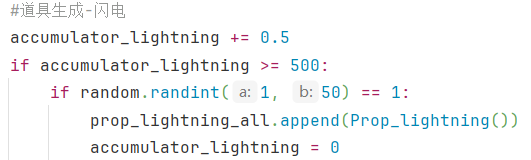 #道具生成-闪电
accumulator_lightning += 0.5
if accumulator_lightning >= 500:
if random.randint( a: 1, b: 50) == 1:
prop_lightning_all.append(Prop_lightning())
accumulator_lightning = 0